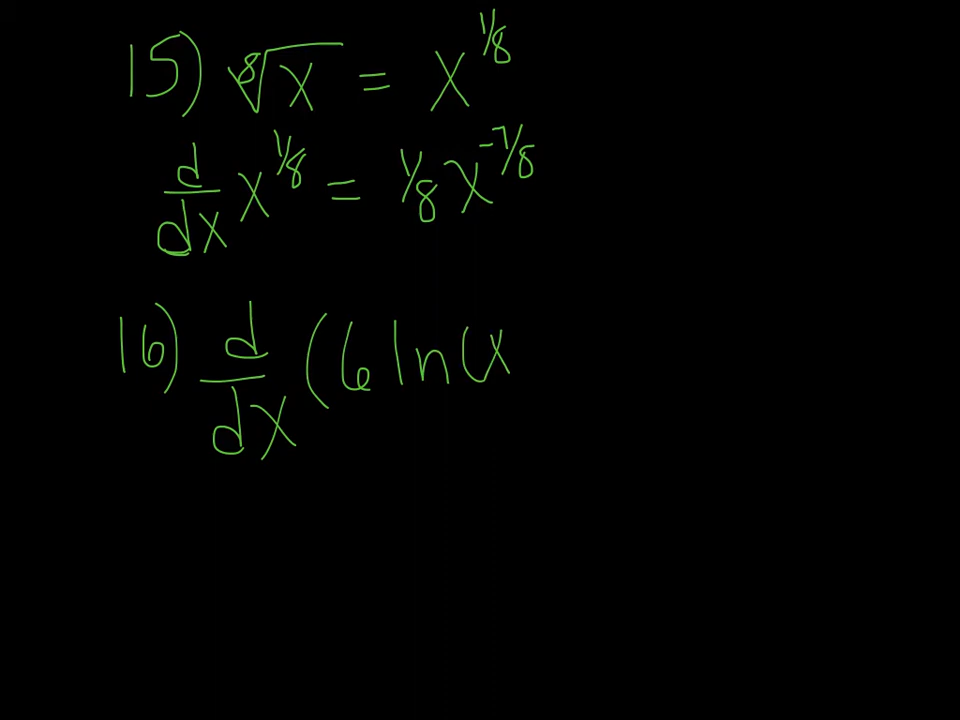 15) ⁸√x = x^1/8
d/dx x^1/8 = 1/8 x^-7/8
16) d/dx (6 ln(x